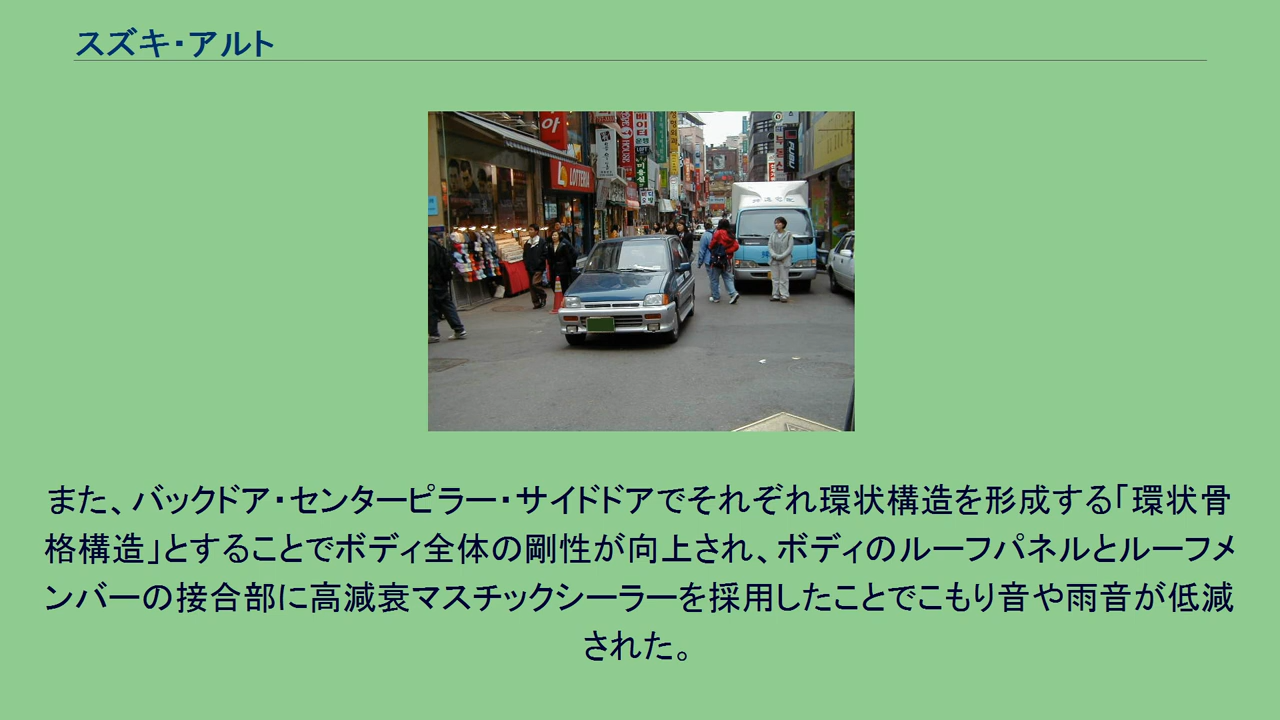 スズキ・アルト
아
메이터
LOTTERIA
HOUSE
また、バックドア・センターピラー・サイドドアでそれぞれ環状構造を形成する「環状骨
格構造」とすることでボディ全体の剛性が向上され、ボディのルーフパネルとルーフメ
ンバーの接合部に高減衰マスチックシーラーを採用したことでこもり音や雨音が低減
された。